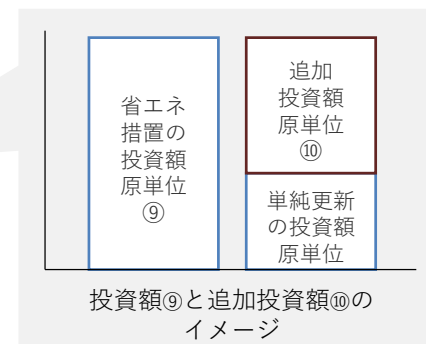 省エネ
措置の
投資額
原単位
⑨
追加
投資額
原単位
⑩
単純更新
の投資額
原単位
投資額⑨と追加投資額⑩の
イメージ